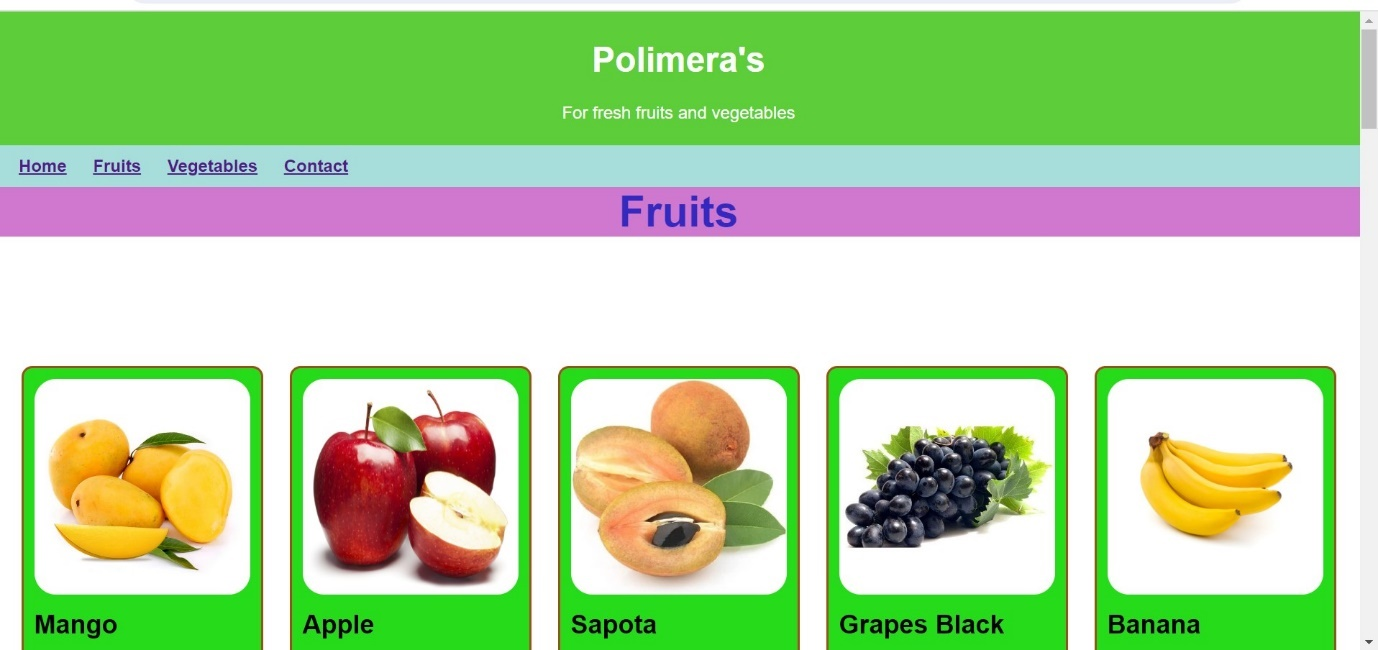 Polimera's
For fresh fruits and vegetables
Home Fruits Vegetables Contact
Fruits
Mango Apple Sapota Grapes Black Banana